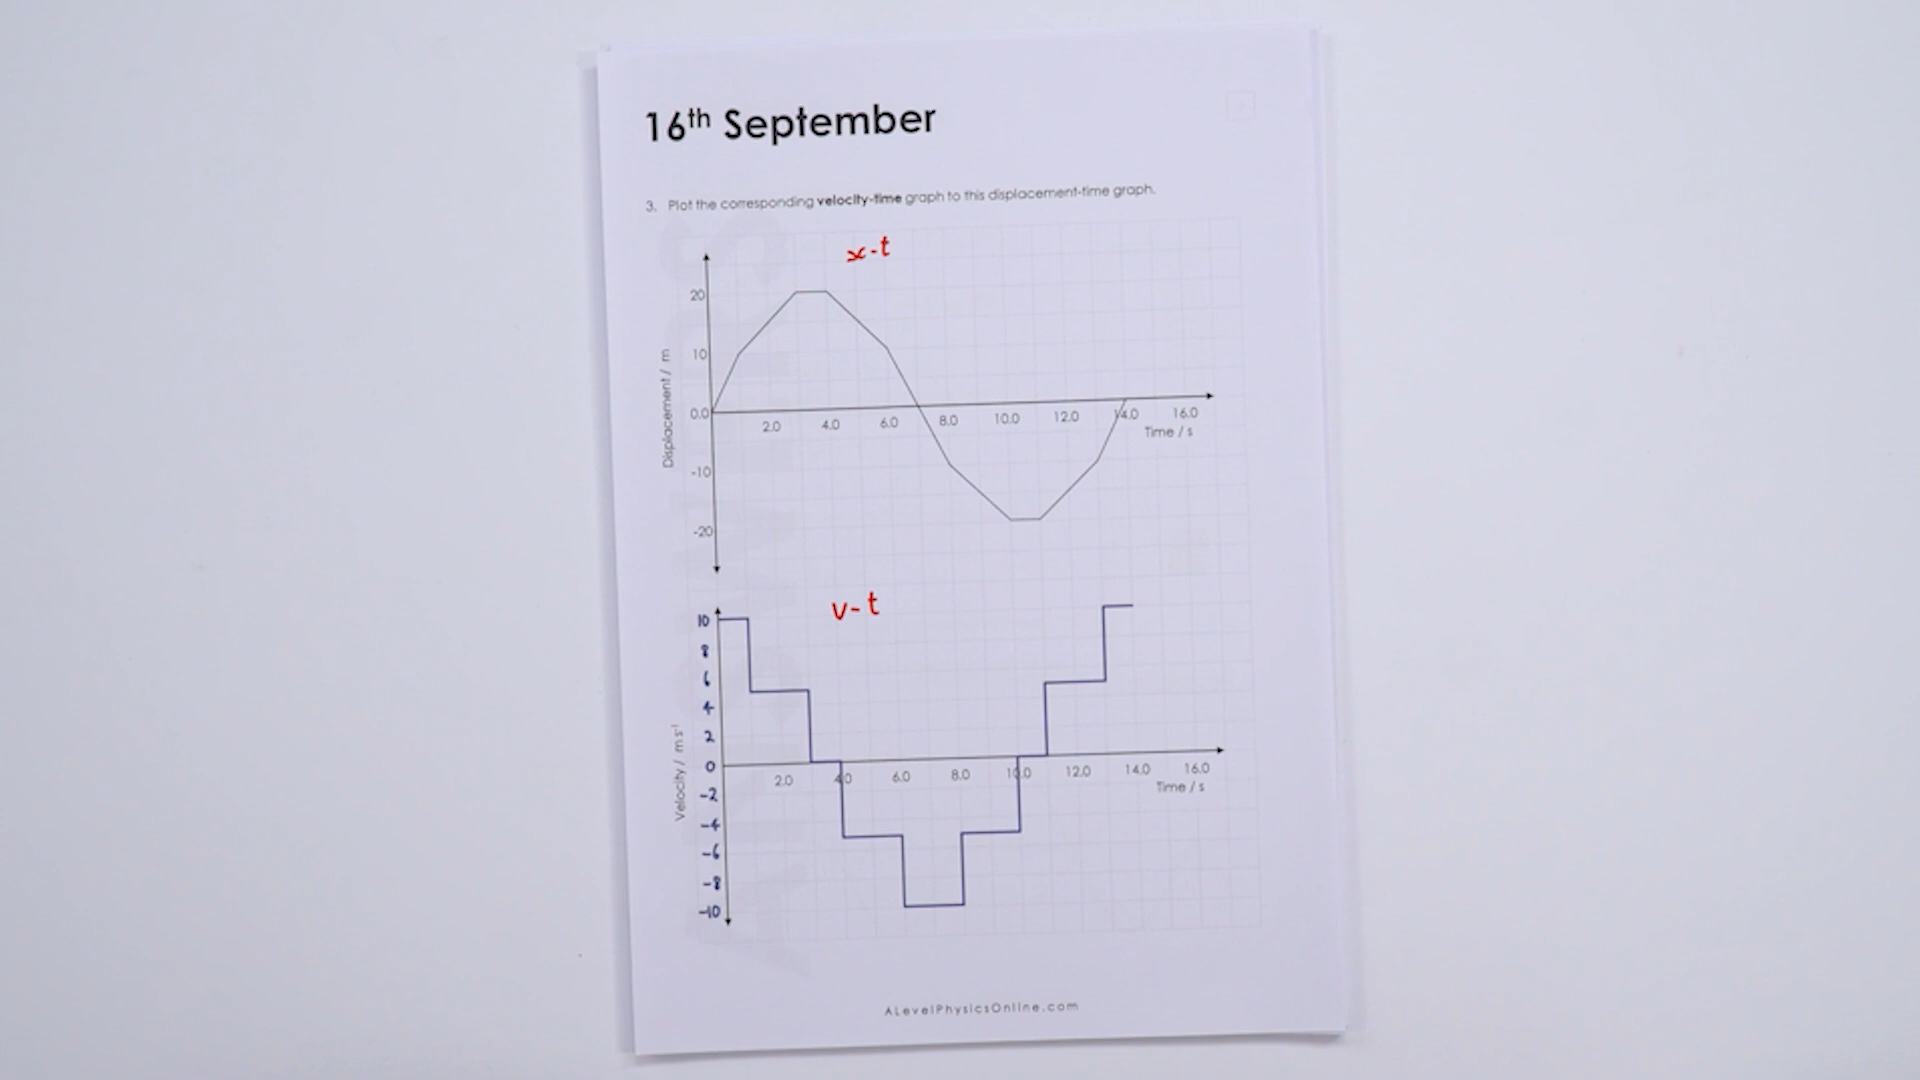 16th September
3. Plot the corresponding velocity-time graph to this displacement-time graph.
x-t
20
10
0.0
-10
-20
Displacement / m
2.0 4.0 6.0 8.0 10.0 12.0 14.0 16.0
Time / s
v-t
10
8
6
4
2
0
-2
-4
-6
-8
-10
Velocity / m s-1
2.0 4.0 6.0 8.0 10.0 12.0 14.0 16.0
Time / s
ALevelPhysicsOnline.com